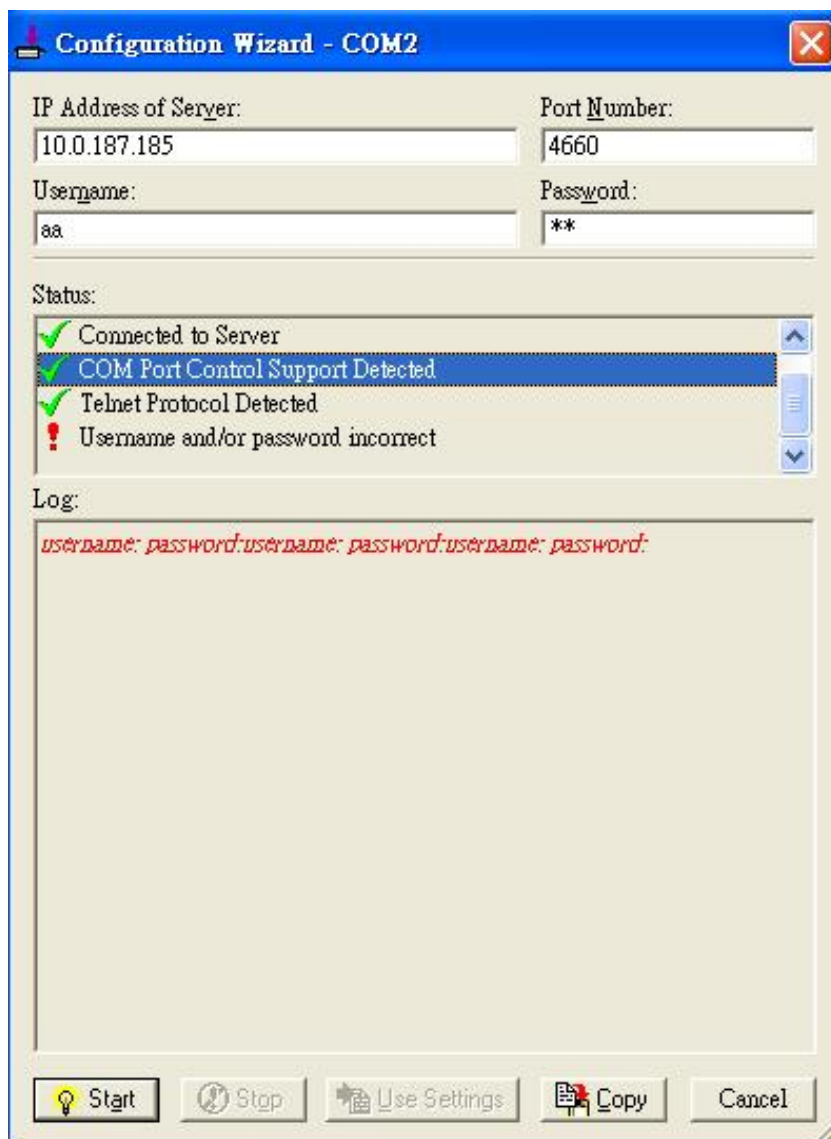 Configuration Wizard - COM2
IP Address of Server: Port Number:
10.0.187.185 4660
Username: Password:
aa **
Status:
Connected to Server
COM Port Control Support Detected
Telnet Protocol Detected
Username and/or password incorrect
Log:
username: password:username: password:username: password:
Start Stop Use Settings Copy Cancel